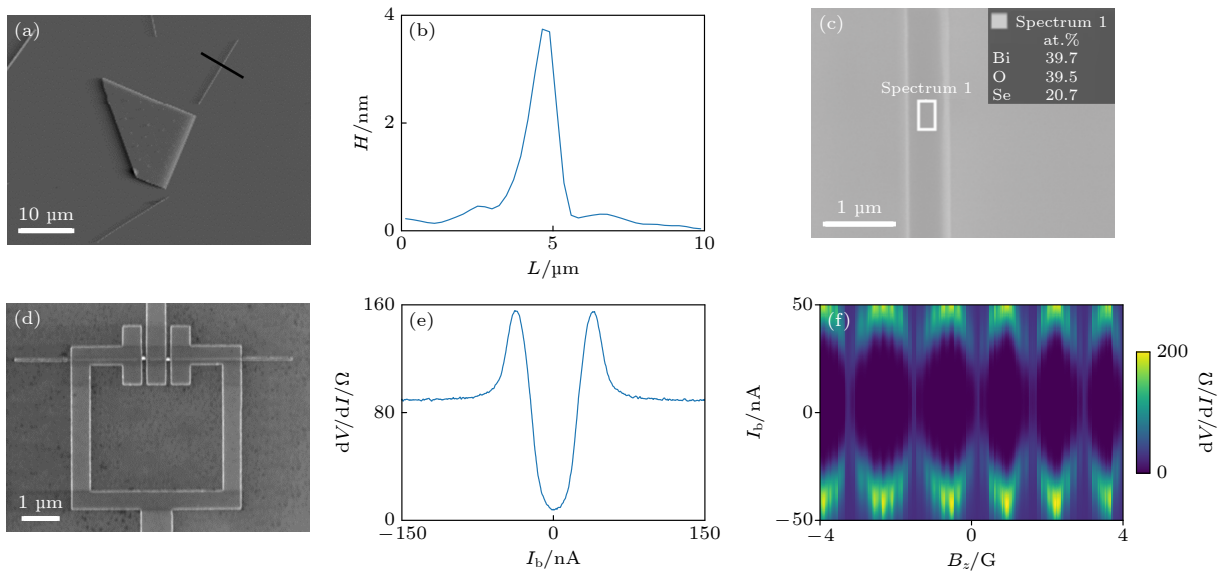 (a)
10 µm
(b)
4
2
0
H/nm
0
5
10
L/µm
(c)
Spectrum 1
at.%
Bi 39.7
O 39.5
Se 20.7
Spectrum 1
1 µm
(d)
1 µm
(e)
160
80
0
dV/dI/Ω
−150
0
150
I_b/nA
(f)
50
0
−50
I_b/nA
−4
0
4
B_z/G
200
0
dV/dI/Ω